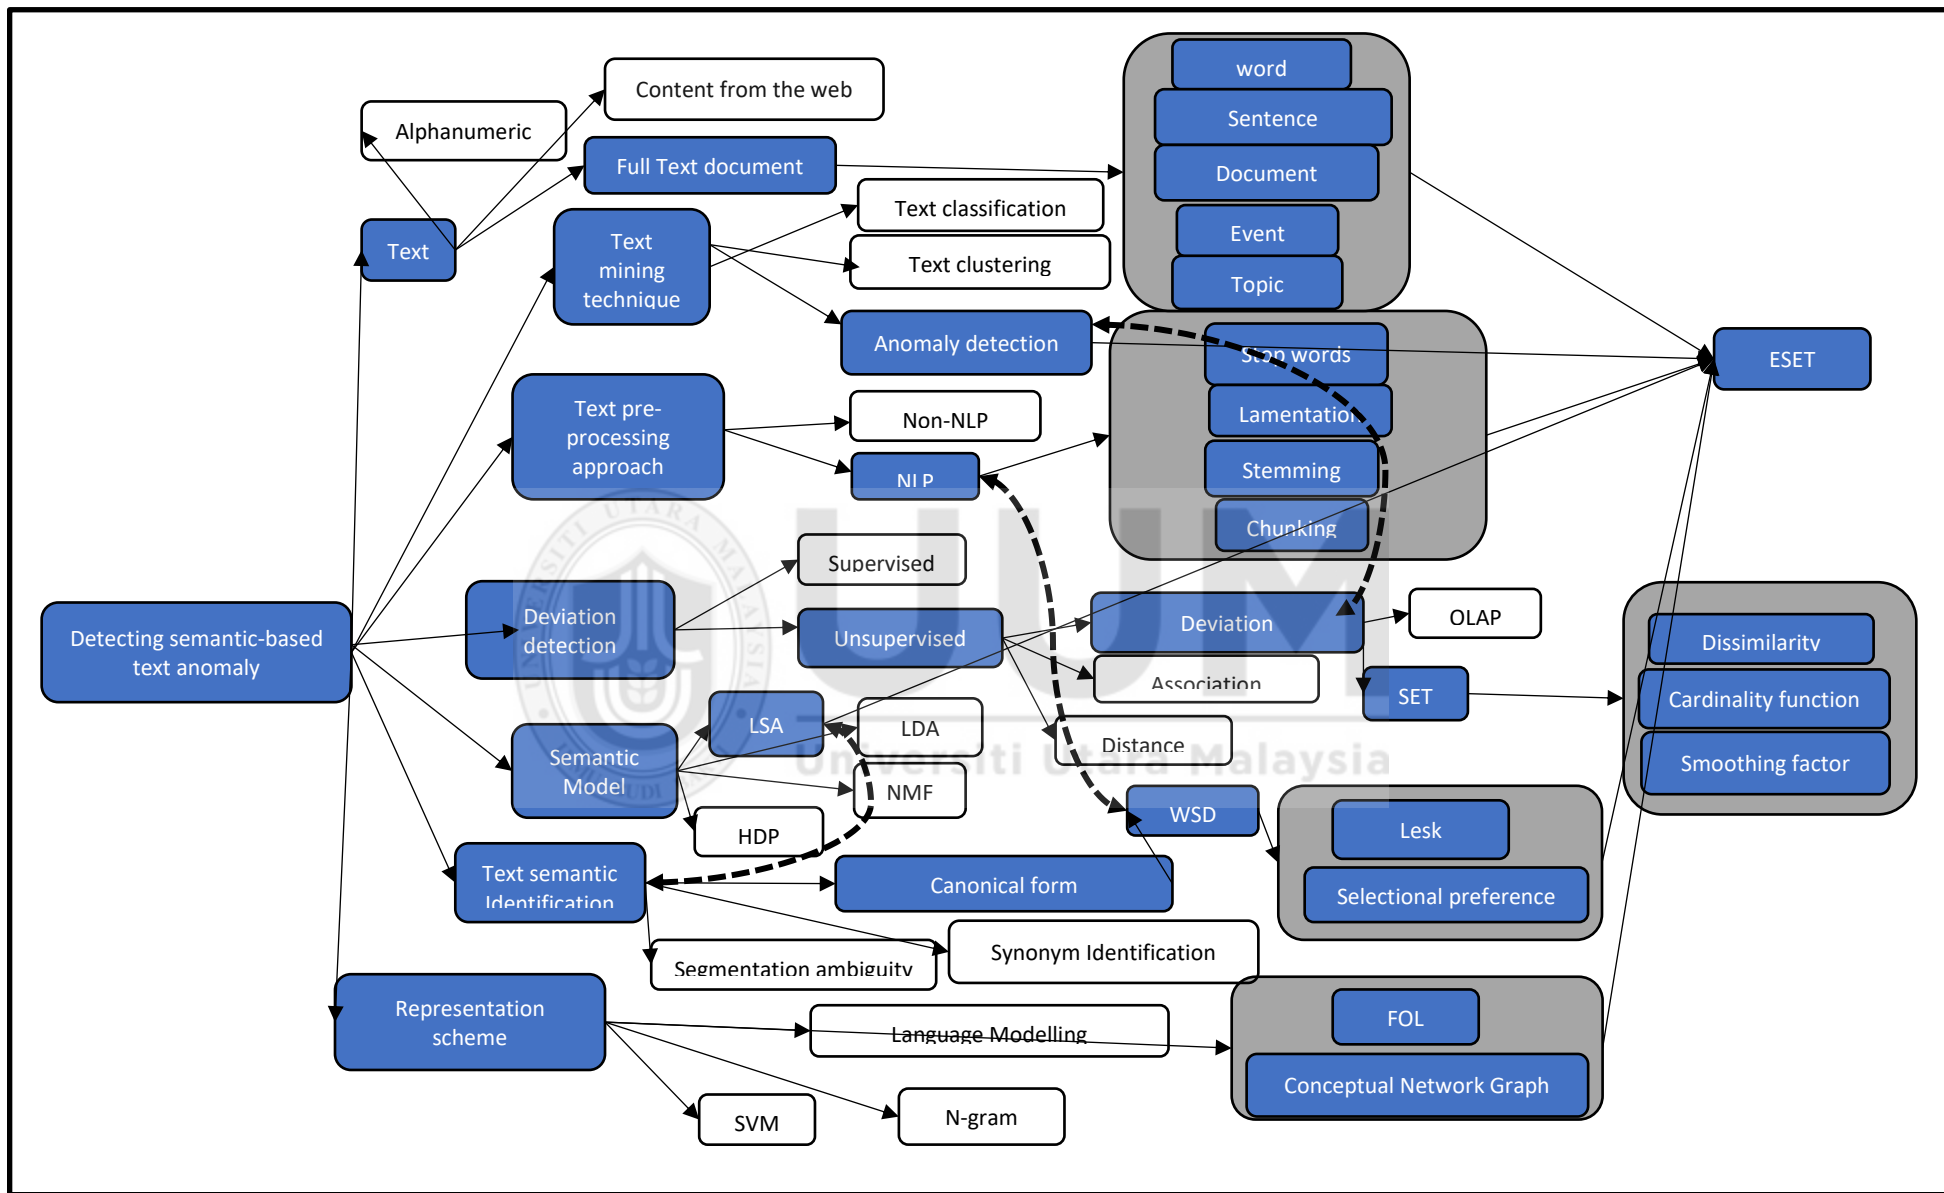 word
Content from the web
Sentence
Alphanumeric
Full Text document
Document
Text classification
Text
Text
mining
technique
Event
Text clustering
Topic
Anomaly detection
Stop words
ESET
Text pre-
processing
approach
Non-NLP
Lamentation
NLP
Stemming
Chunking
Supervised
Deviation
detection
Unsupervised
Deviation
OLAP
Detecting semantic-based
text anomaly
Dissimilarity
Association
SET
Cardinality function
LSA
LDA
Distance
Semantic
Model
Smoothing factor
NMF
HDP
WSD
Lesk
Text semantic
Identification
Canonical form
Selectional preference
Segmentation ambiguity
Synonym Identification
Representation
scheme
Language Modelling
FOL
Conceptual Network Graph
SVM
N-gram
UUM
Universiti Utara Malaysia
UNIVERSITI UTARA MALAYSIA